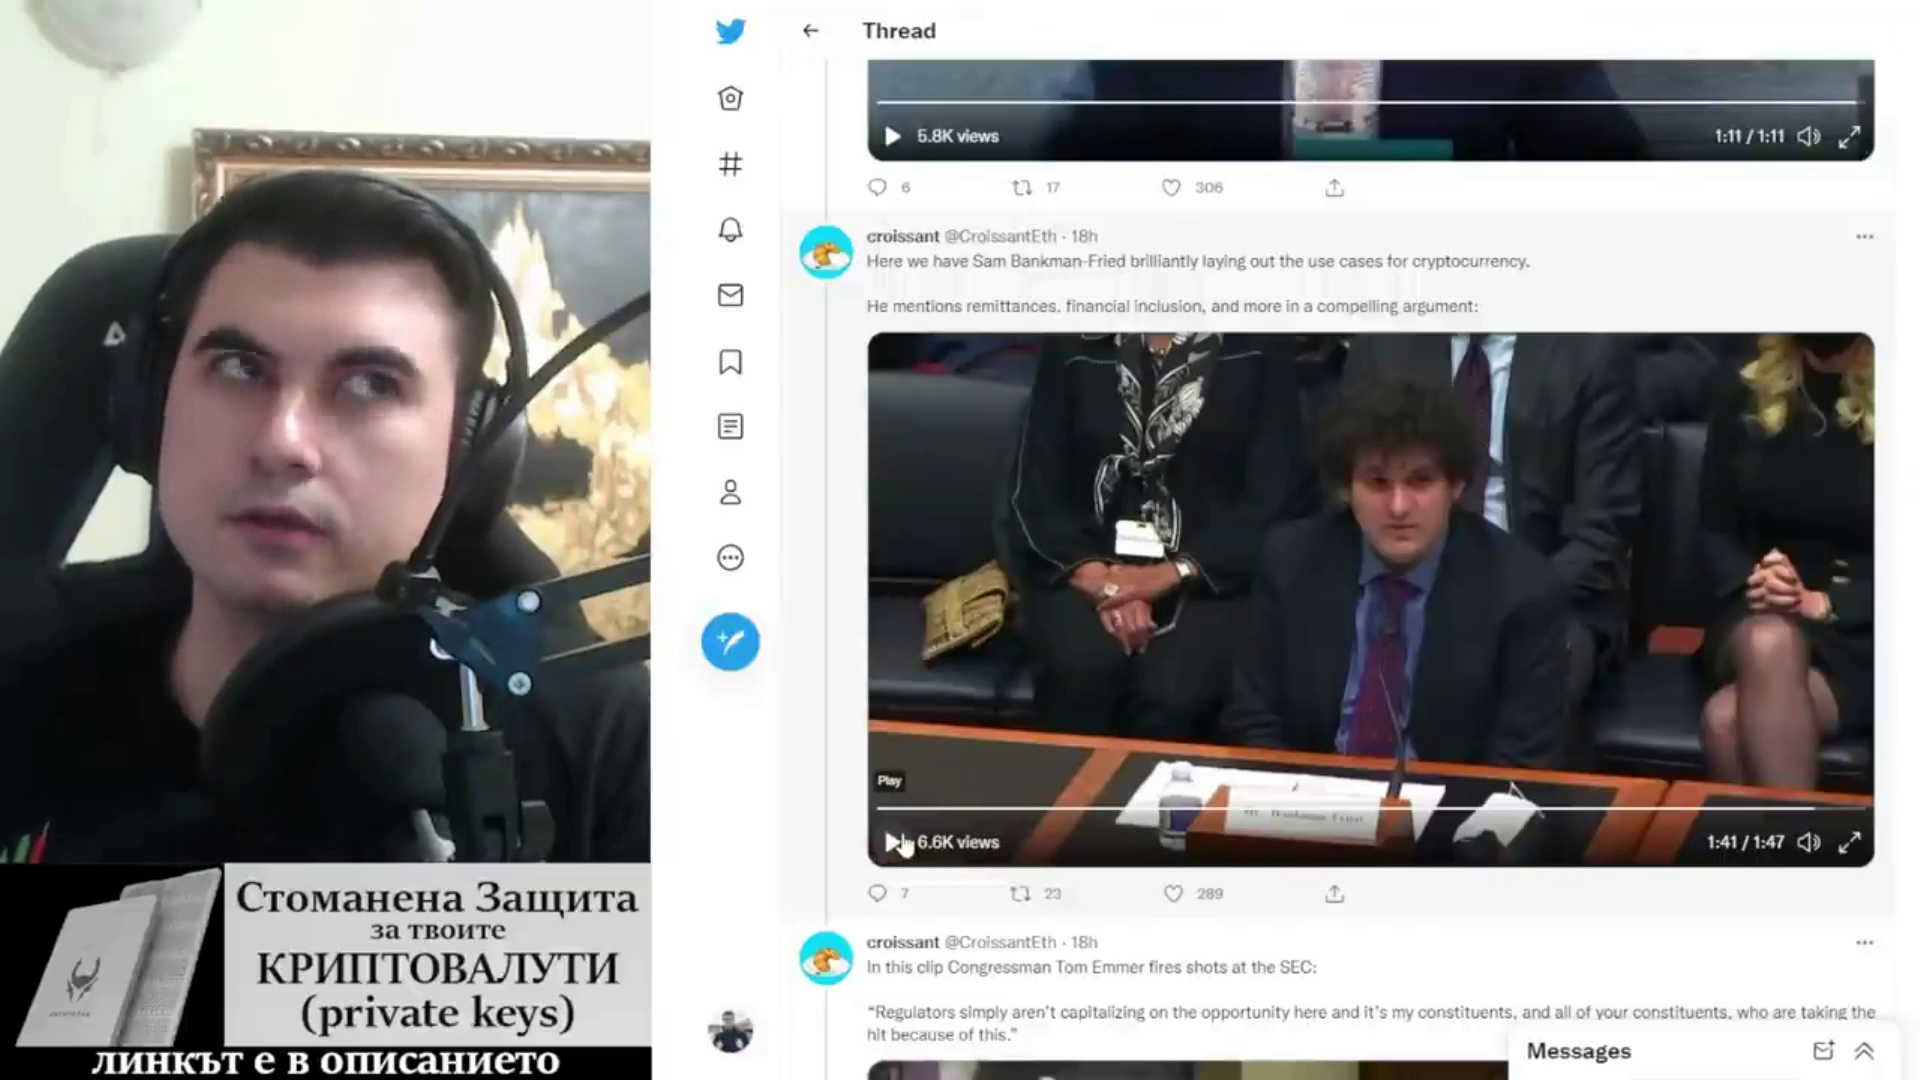 Thread
5.8K views
1:11 / 1:11
6
17
306
croissant @CroissantEth · 18h
Here we have Sam Bankman-Fried brilliantly laying out the use cases for cryptocurrency.
He mentions remittances, financial inclusion, and more in a compelling argument:
Play
6.6K views
1:41 / 1:47
7
23
289
croissant @CroissantEth · 18h
In this clip Congressman Tom Emmer fires shots at the SEC:
“Regulators simply aren't capitalizing on the opportunity here and it's my constituents, and all of your constituents, who are taking the
hit because of this.”
Messages
Стоманена Защита
за твоите
КРИПТОВАЛУТИ
(private keys)
линкът е в описанието